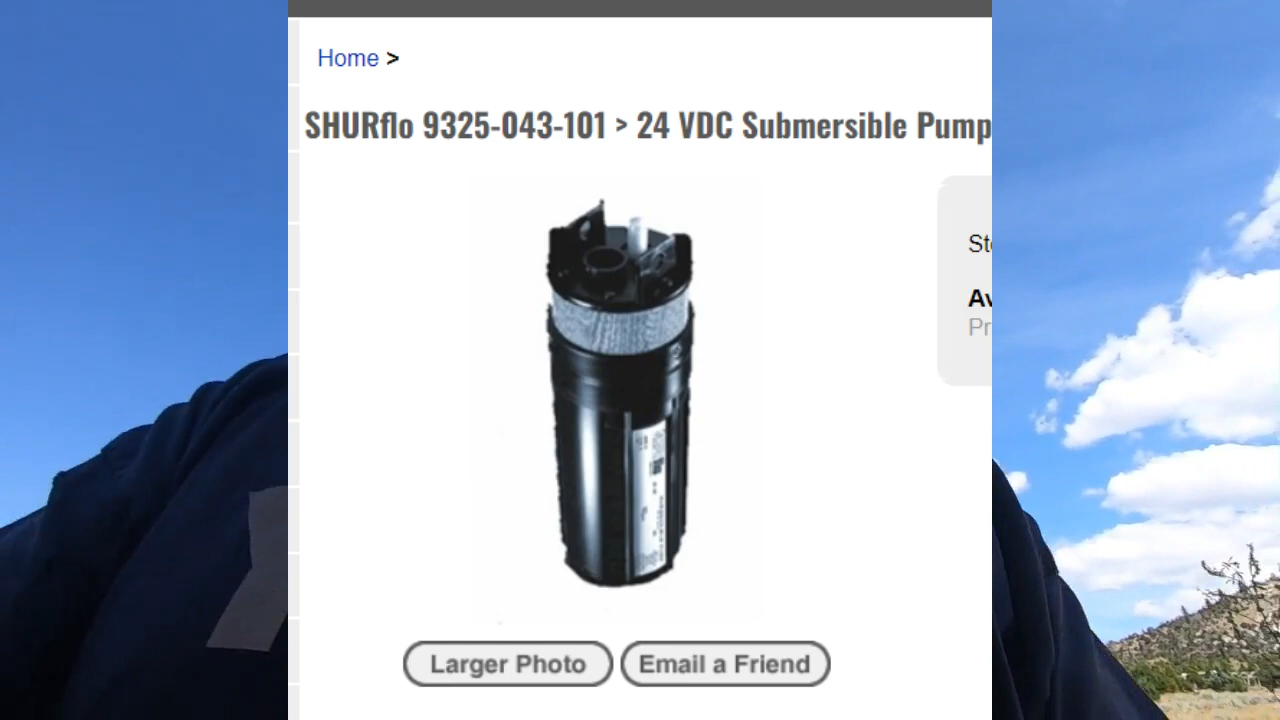 Home >
SHURflo 9325-043-101 > 24 VDC Submersible Pump
Larger Photo
Email a Friend